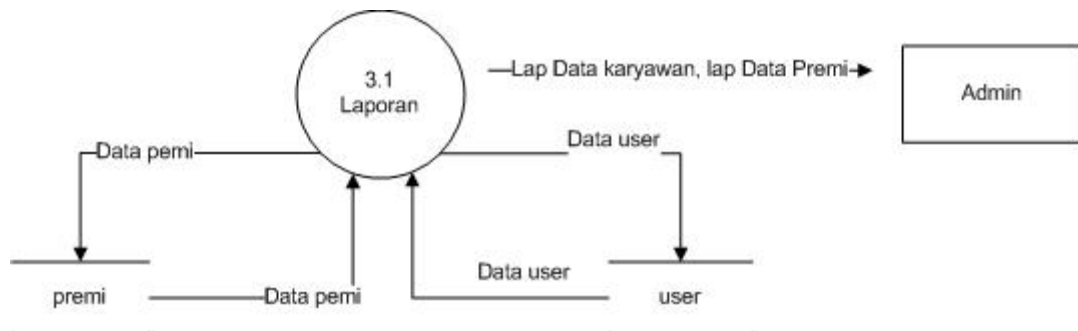 3.1
Laporan
Lap Data karyawan, lap Data Premi
Admin
Data pemi
Data user
premi
Data pemi
Data user
user